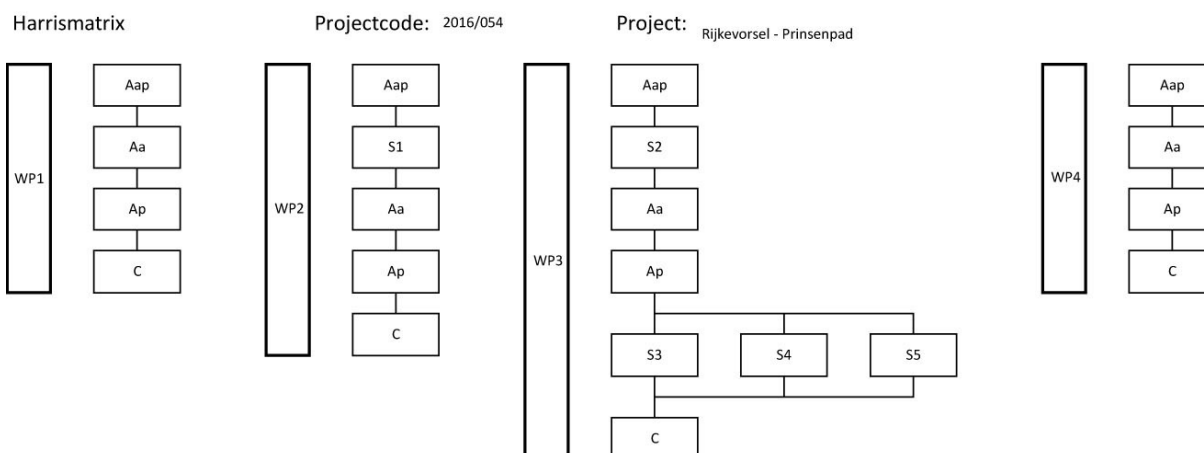 Harrismatrix Projectcode: 2016/054 Project: Rijkevorsel - Prinsenpad
WP1
Aap
Aa
Ap
C
WP2
Aap
S1
Aa
Ap
C
WP3
Aap
S2
Aa
Ap
S3 S4 S5
C
WP4
Aap
Aa
Ap
C